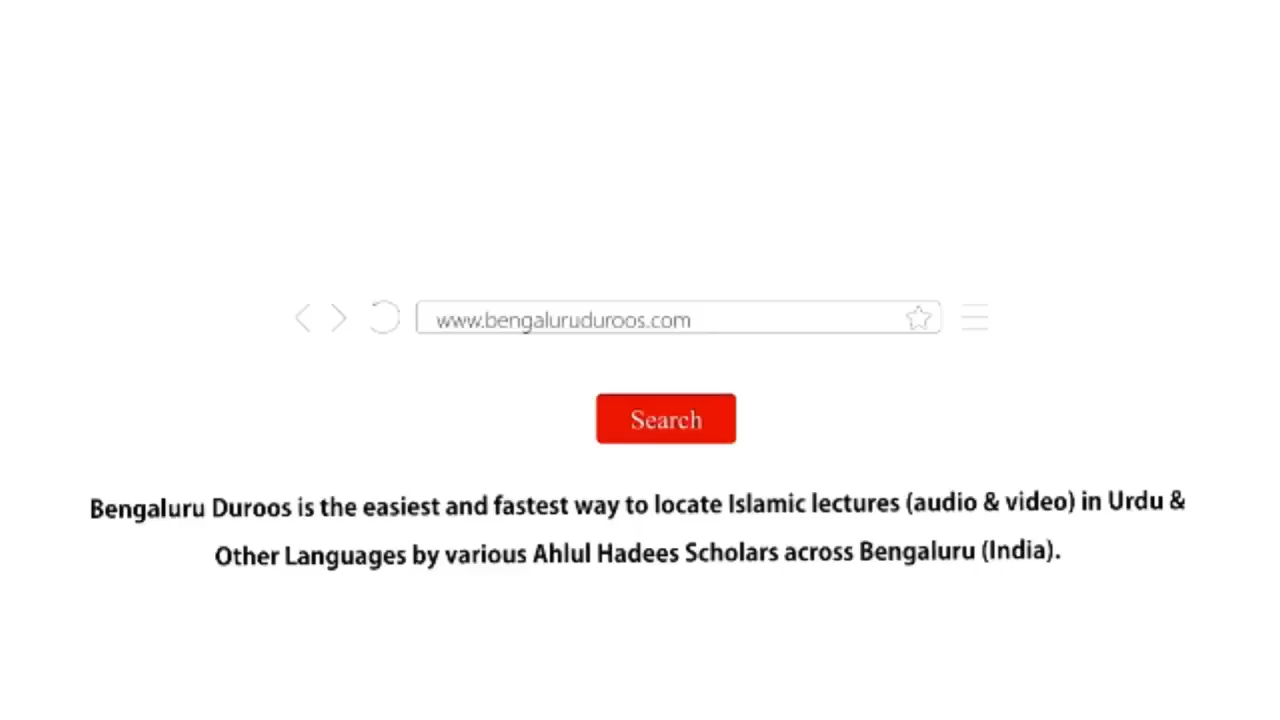 www.bengaluruduroos.com
Search
Bengaluru Duroos is the easiest and fastest way to locate Islamic lectures (audio & video) in Urdu &
Other Languages by various Ahlul Hadees Scholars across Bengaluru (India).